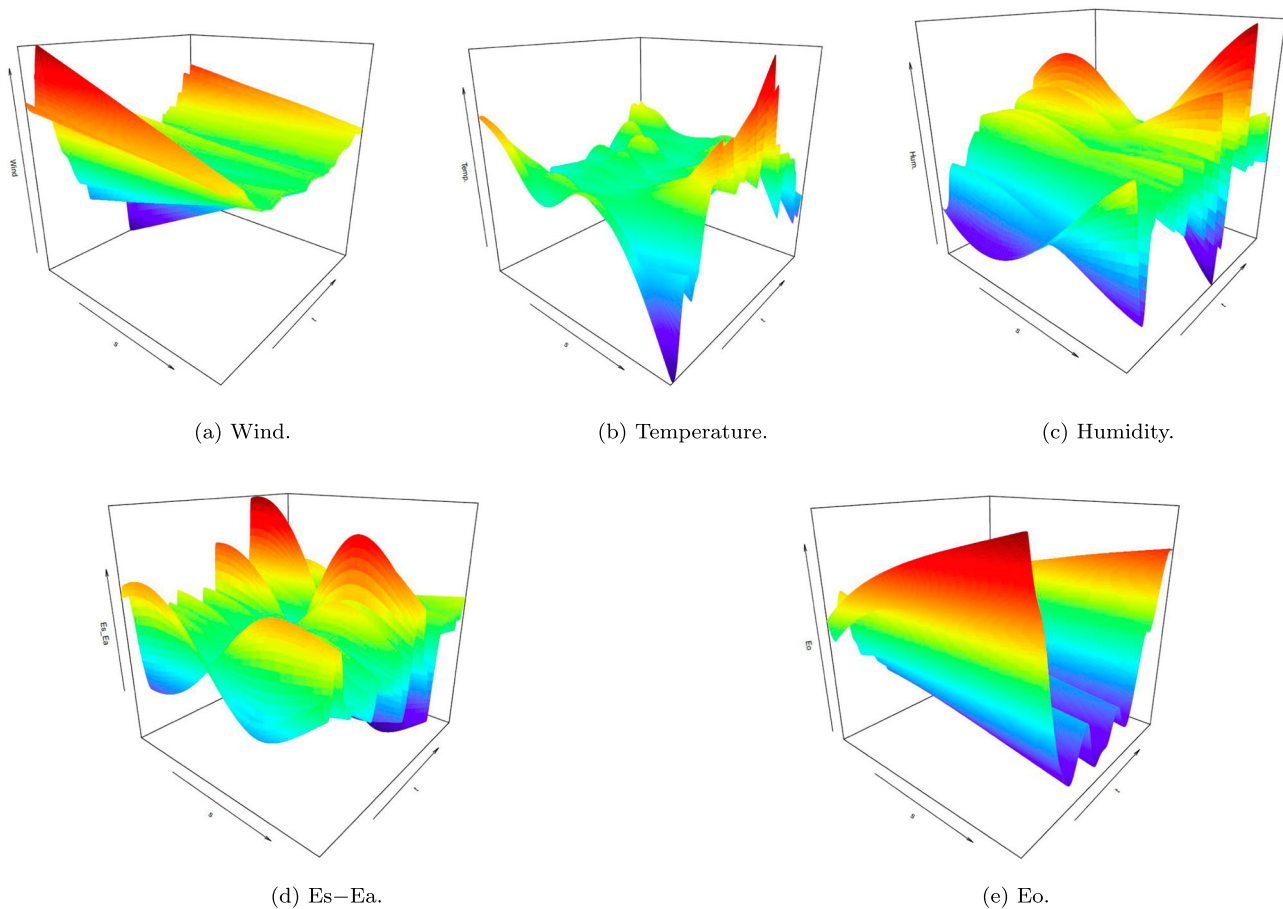 Wind
s
t
(a) Wind.
Temp.
s
t
(b) Temperature.
Hum.
s
t
(c) Humidity.
Es_Ea
s
t
(d) Es−Ea.
Eo
s
t
(e) Eo.